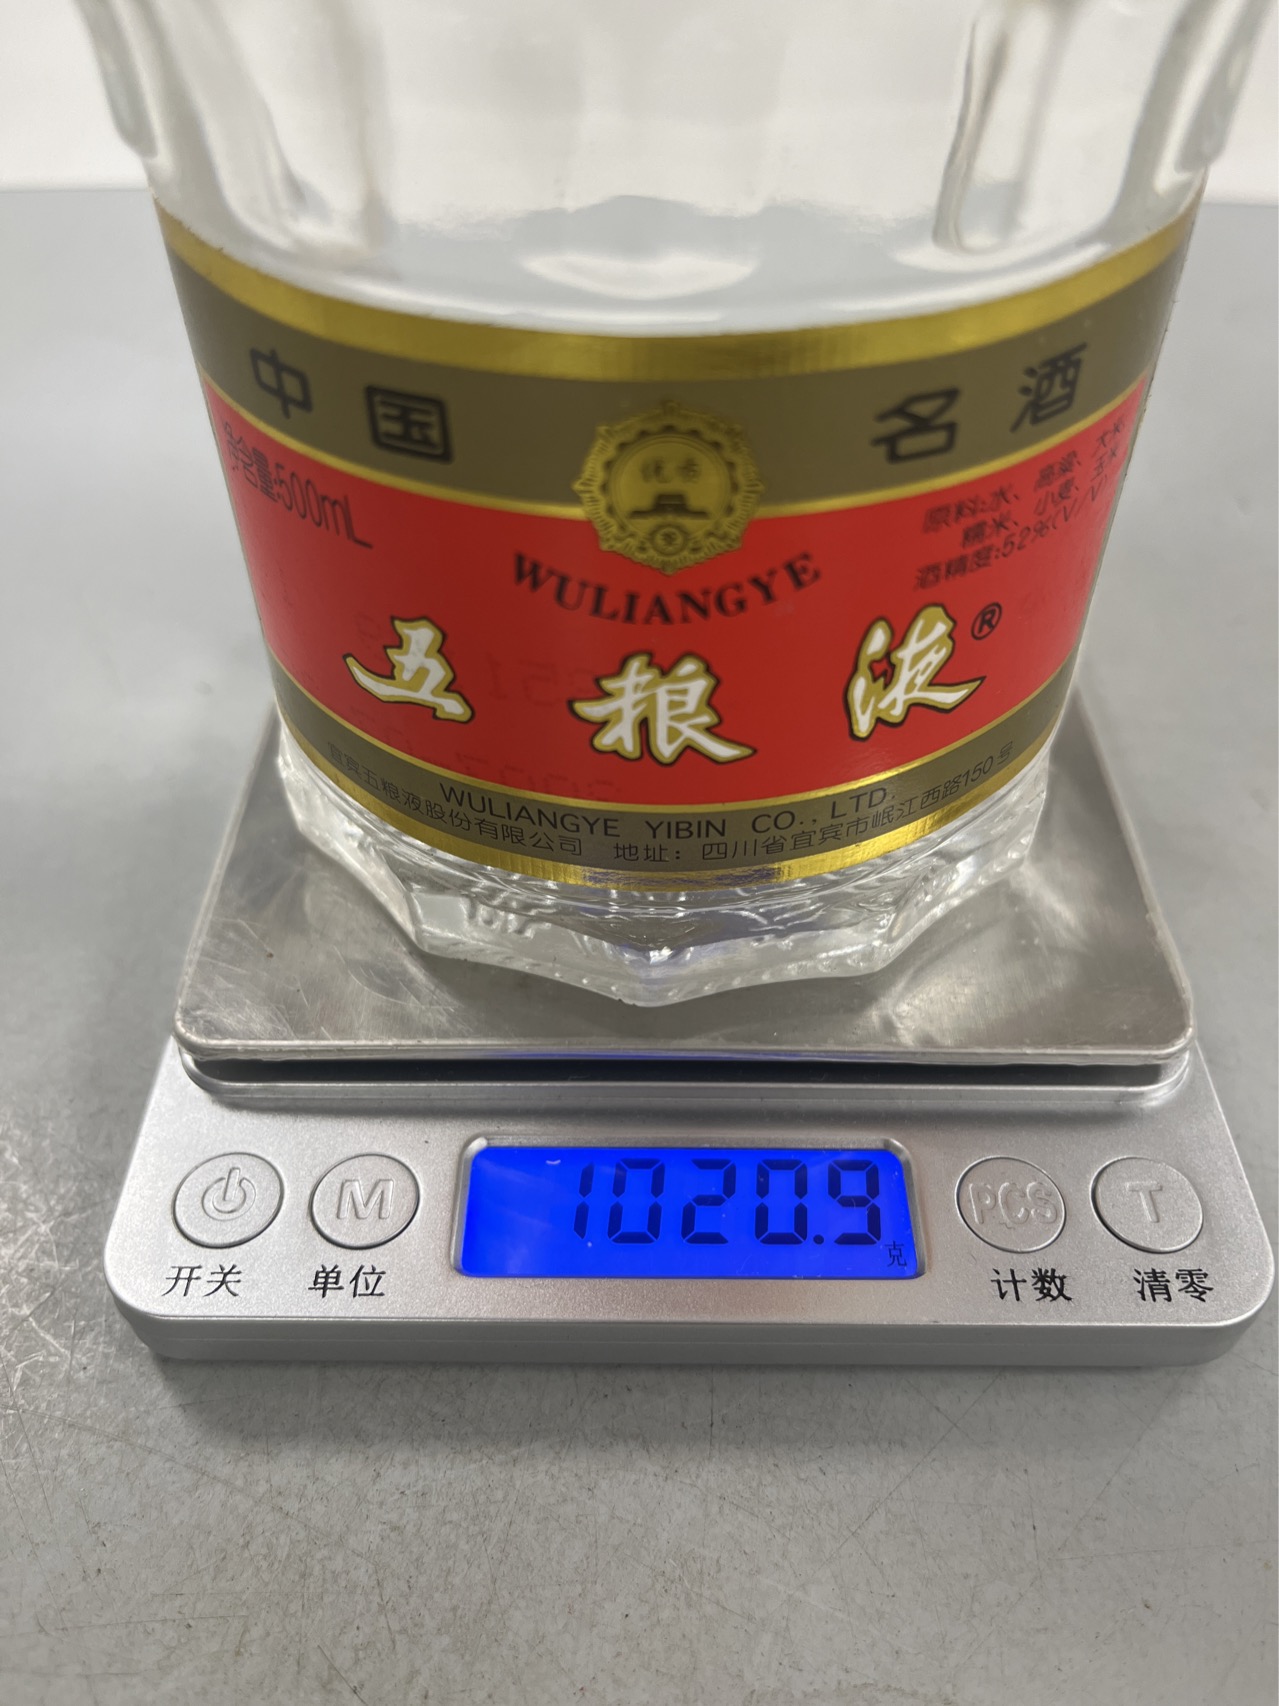 中国名酒
净含量:500mL
原料:水、高粱、大米、
糯米、小麦、玉米
酒精度:52%(V/V)
WULIANGYE
五粮液®
WULIANGYE YIBIN CO., LTD.
宜宾五粮液股份有限公司 地址：四川省宜宾市岷江西路150号
1020.9
克
M
PCS
T
开关
单位
计数
清零